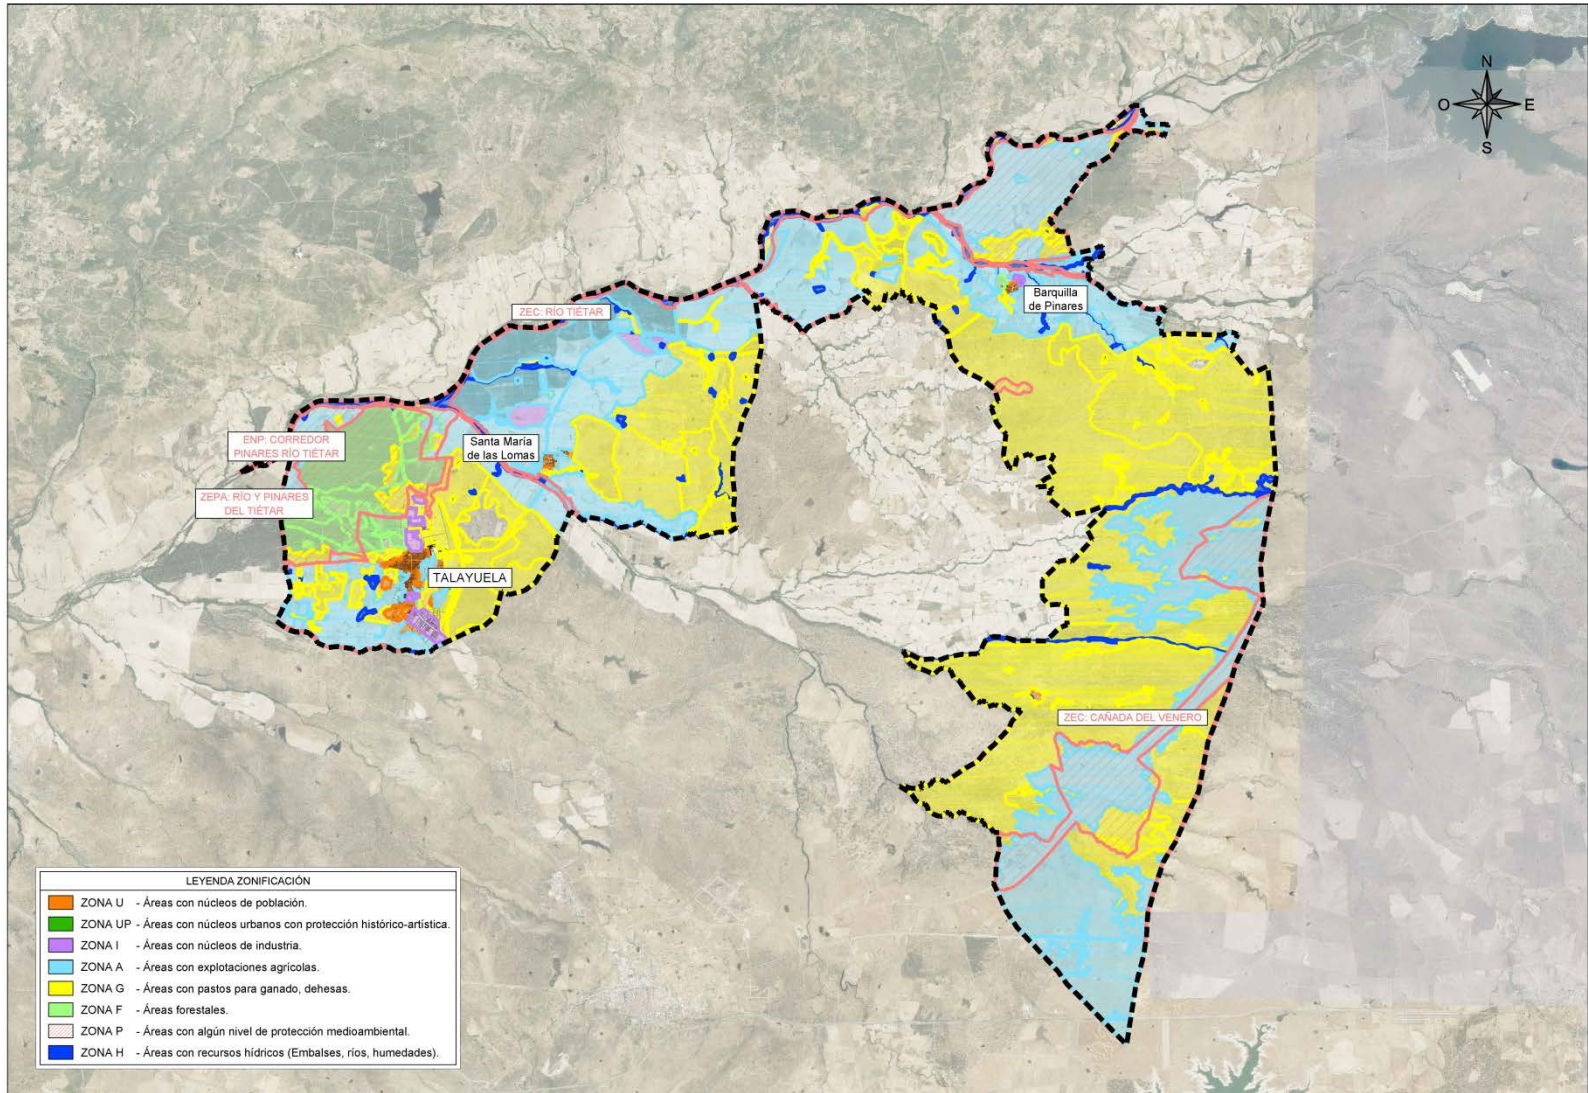 N
O
E
S
Barquilla
de Pinares
ZEC: RÍO TIÉTAR
ENP: CORREDOR
PINARES RÍO TIÉTAR
Santa María
de las Lomas
ZEPA: RÍO Y PINARES
DEL TIÉTAR
TALAYUELA
ZEC: CAÑADA DEL VENERO
LEYENDA ZONIFICACIÓN
ZONA U - Áreas con núcleos de población.
ZONA UP - Áreas con núcleos urbanos con protección histórico-artística.
ZONA I - Áreas con núcleos de industria.
ZONA A - Áreas con explotaciones agrícolas.
ZONA G - Áreas con pastos para ganado, dehesas.
ZONA F - Áreas forestales.
ZONA P - Áreas con algún nivel de protección medioambiental.
ZONA H - Áreas con recursos hídricos (Embalses, ríos, humedades).